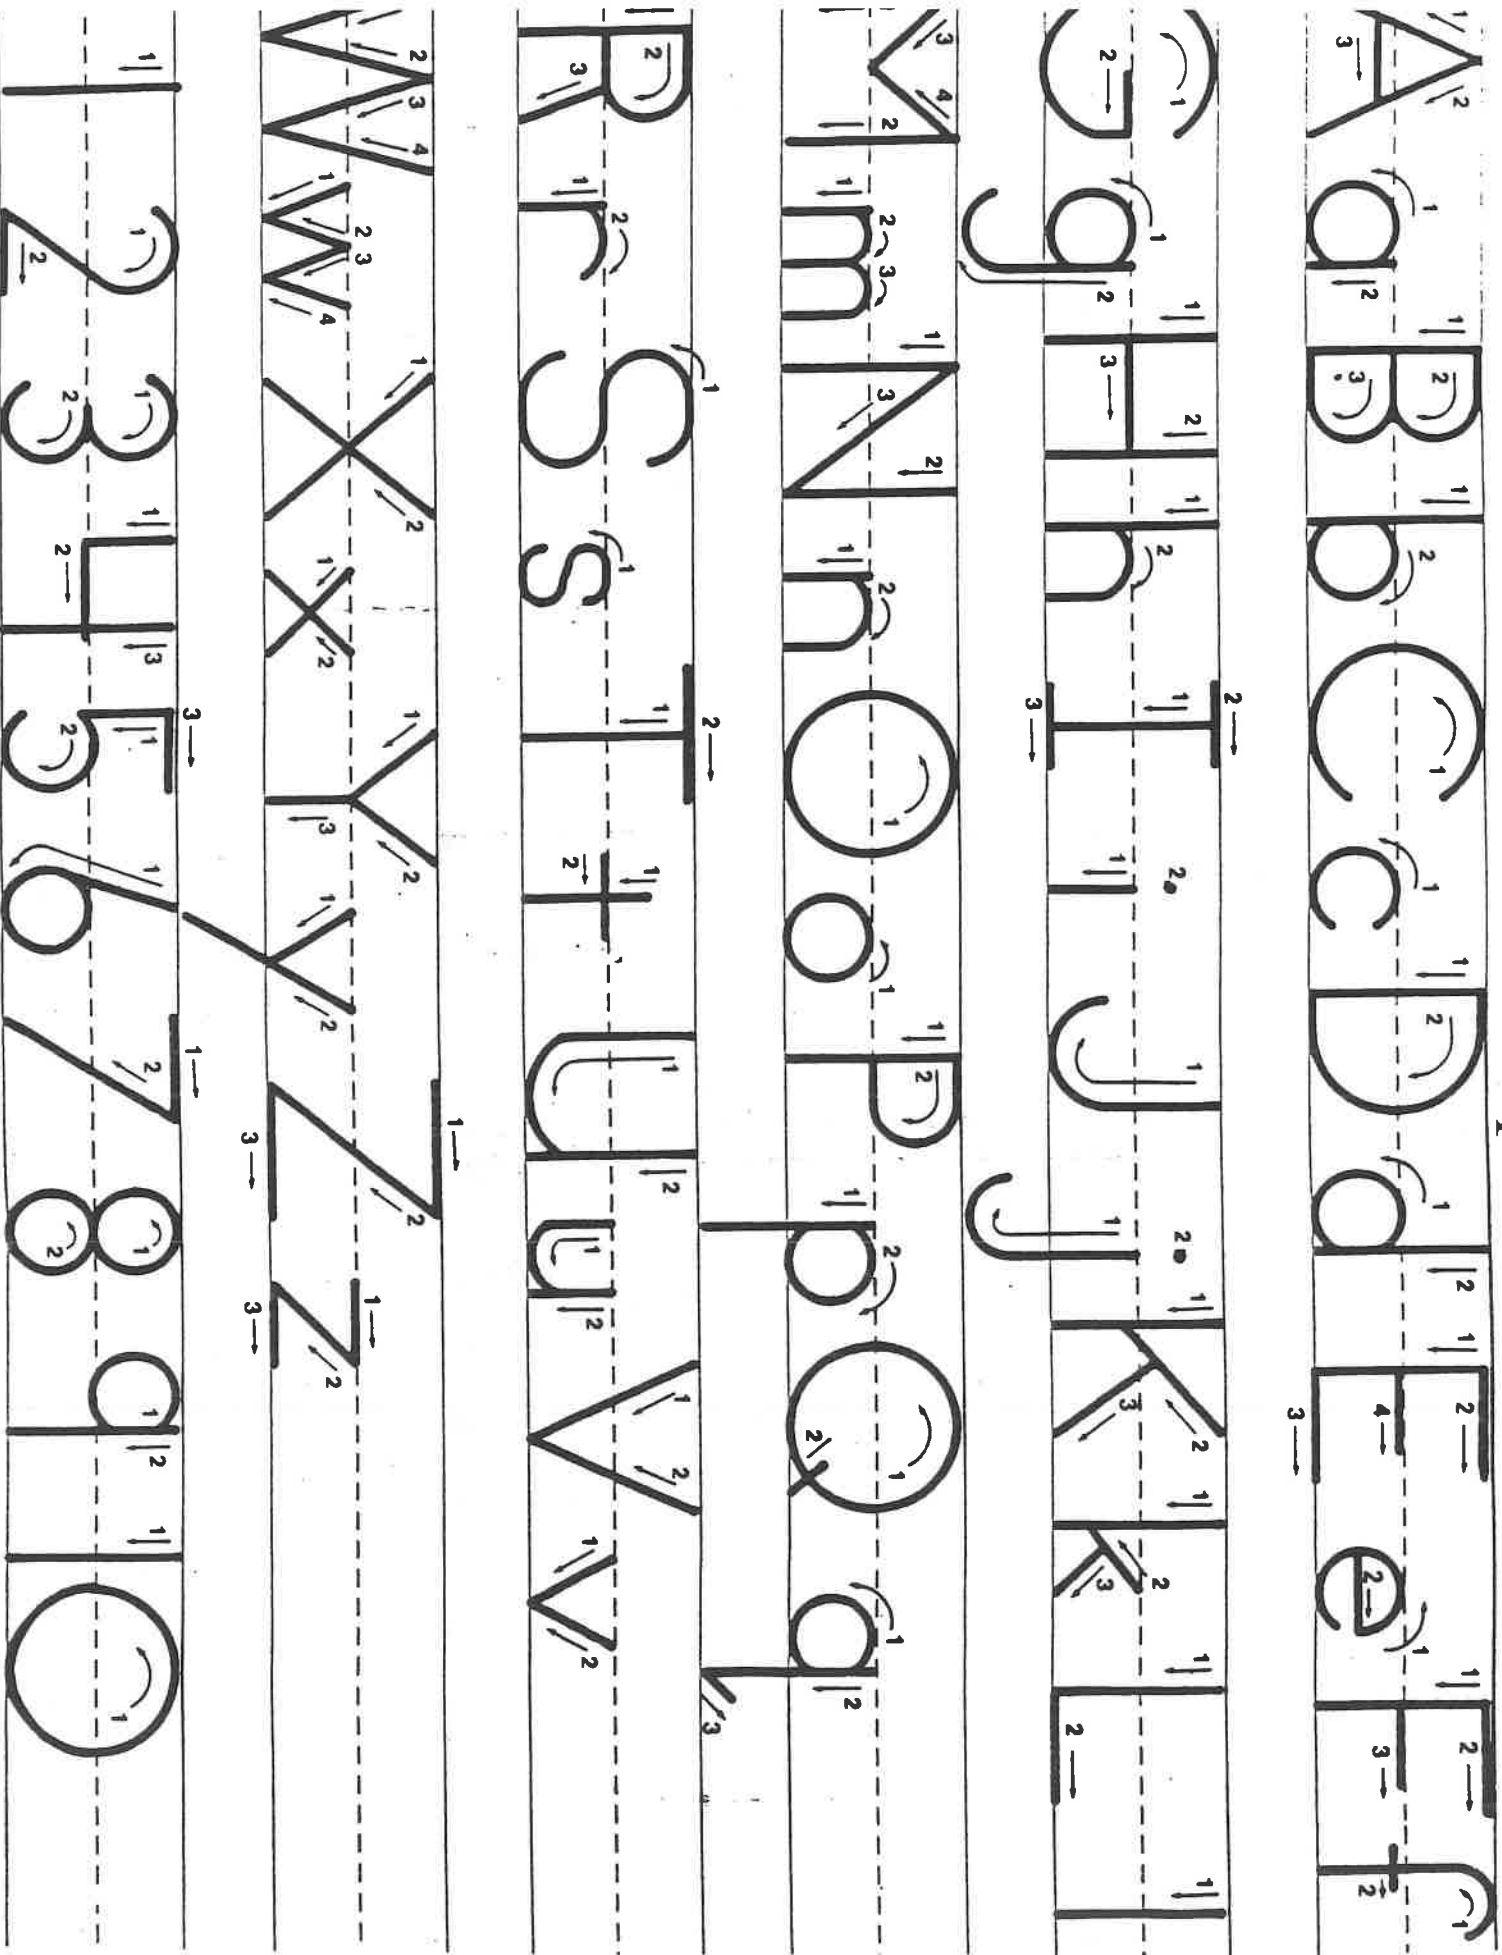 A a B b C c D d E e F f
G g H h I i J j K k L l
M m N n O o P p Q q
R r S s T t U u V v
W w X x Y y Z z
1 2 3 4 5 6 7 8 9 10